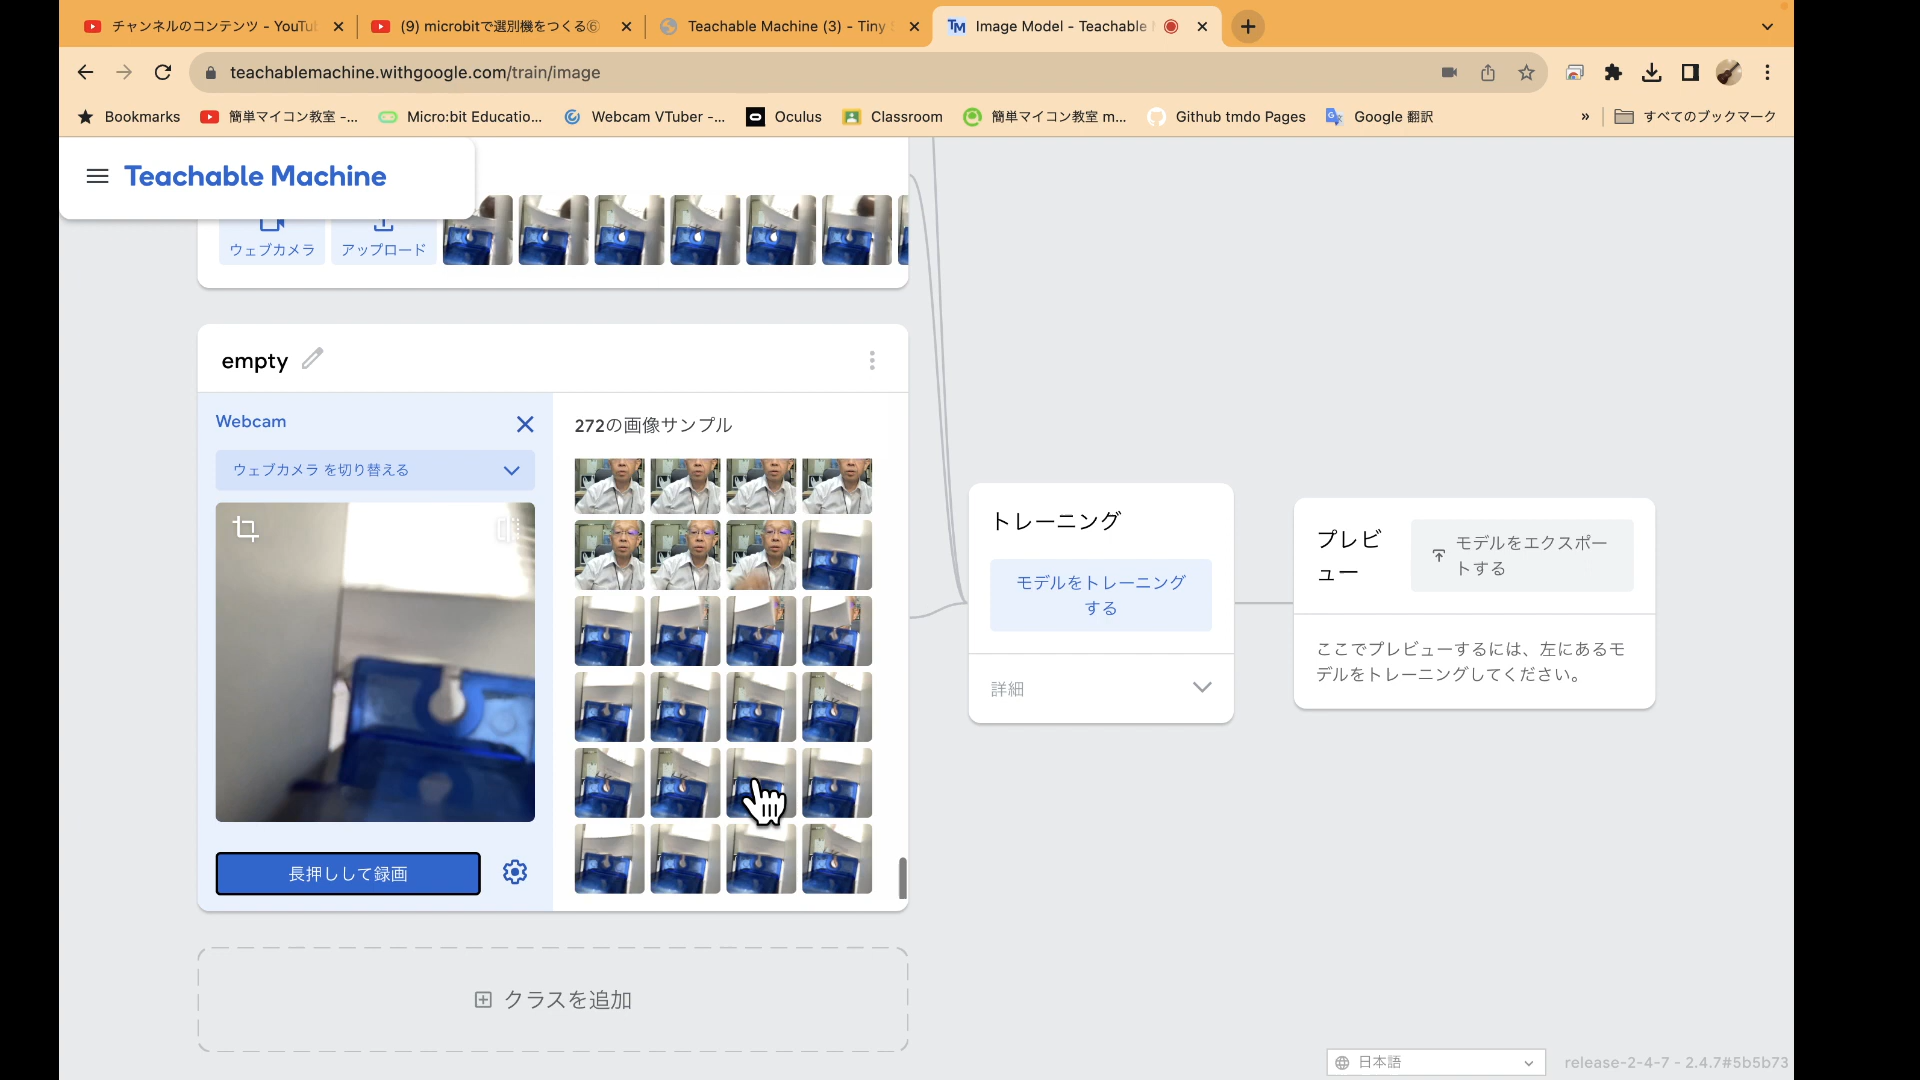 チャンネルのコンテンツ - YouTu
(9) microbitで選別機をつくる⑥
Teachable Machine (3) - Tiny
Image Model - Teachable
teachablemachine.withgoogle.com/train/image
Bookmarks
簡単マイコン教室 -...
Micro:bit Educatio...
Webcam VTuber -...
Oculus
Classroom
簡単マイコン教室 m...
Github tmdo Pages
Google 翻訳
»
すべてのブックマーク
Teachable Machine
ウェブカメラ
アップロード
empty
Webcam
272の画像サンプル
ウェブカメラ を切り替える
長押しして録画
クラスを追加
トレーニング
モデルをトレーニング
する
詳細
プレビ
ュー
モデルをエクスポー
トする
ここでプレビューするには、左にあるモ
デルをトレーニングしてください。
日本語
release-2-4-7 - 2.4.7#5b5b73